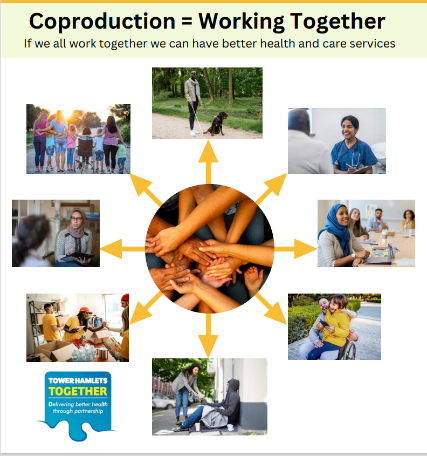 Coproduction = Working Together
If we all work together we can have better health and care services
TOWER HAMLETS
TOGETHER
Delivering better health
through partnership